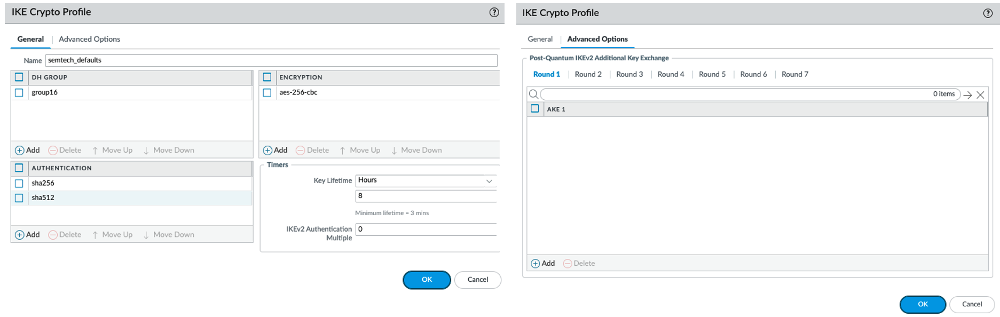 IKE Crypto Profile
General
Advanced Options
Name
semtech_defaults
DH GROUP
group16
Add
Delete
Move Up
Move Down
ENCRYPTION
aes-256-cbc
Add
Delete
Move Up
Move Down
AUTHENTICATION
sha256
sha512
Add
Delete
Move Up
Move Down
Timers
Key Lifetime
Hours
8
Minimum lifetime = 3 mins
IKEv2 Authentication
Multiple
0
OK
Cancel
IKE Crypto Profile
General
Advanced Options
Post-Quantum IKEv2 Additional Key Exchange
Round 1
Round 2
Round 3
Round 4
Round 5
Round 6
Round 7
0 items
AKE 1
Add
Delete
OK
Cancel